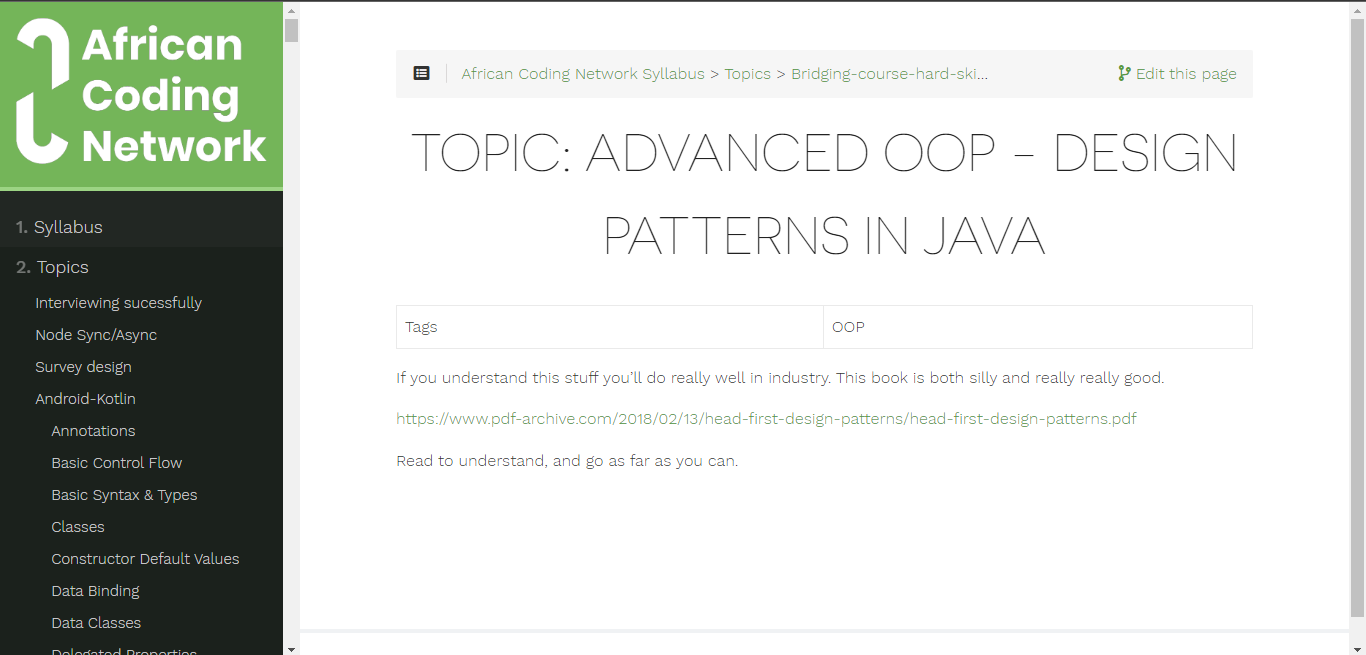 African
Coding
Network
1. Syllabus
2. Topics
Interviewing sucessfully
Node Sync/Async
Survey design
Android-Kotlin
Annotations
Basic Control Flow
Basic Syntax & Types
Classes
Constructor Default Values
Data Binding
Data Classes
Delegated Properties
African Coding Network Syllabus > Topics > Bridging-course-hard-ski...
Edit this page
TOPIC: ADVANCED OOP – DESIGN
PATTERNS IN JAVA
Tags OOP
If you understand this stuff you’ll do really well in industry. This book is both silly and really really good.
https://www.pdf-archive.com/2018/02/13/head-first-design-patterns/head-first-design-patterns.pdf
Read to understand, and go as far as you can.